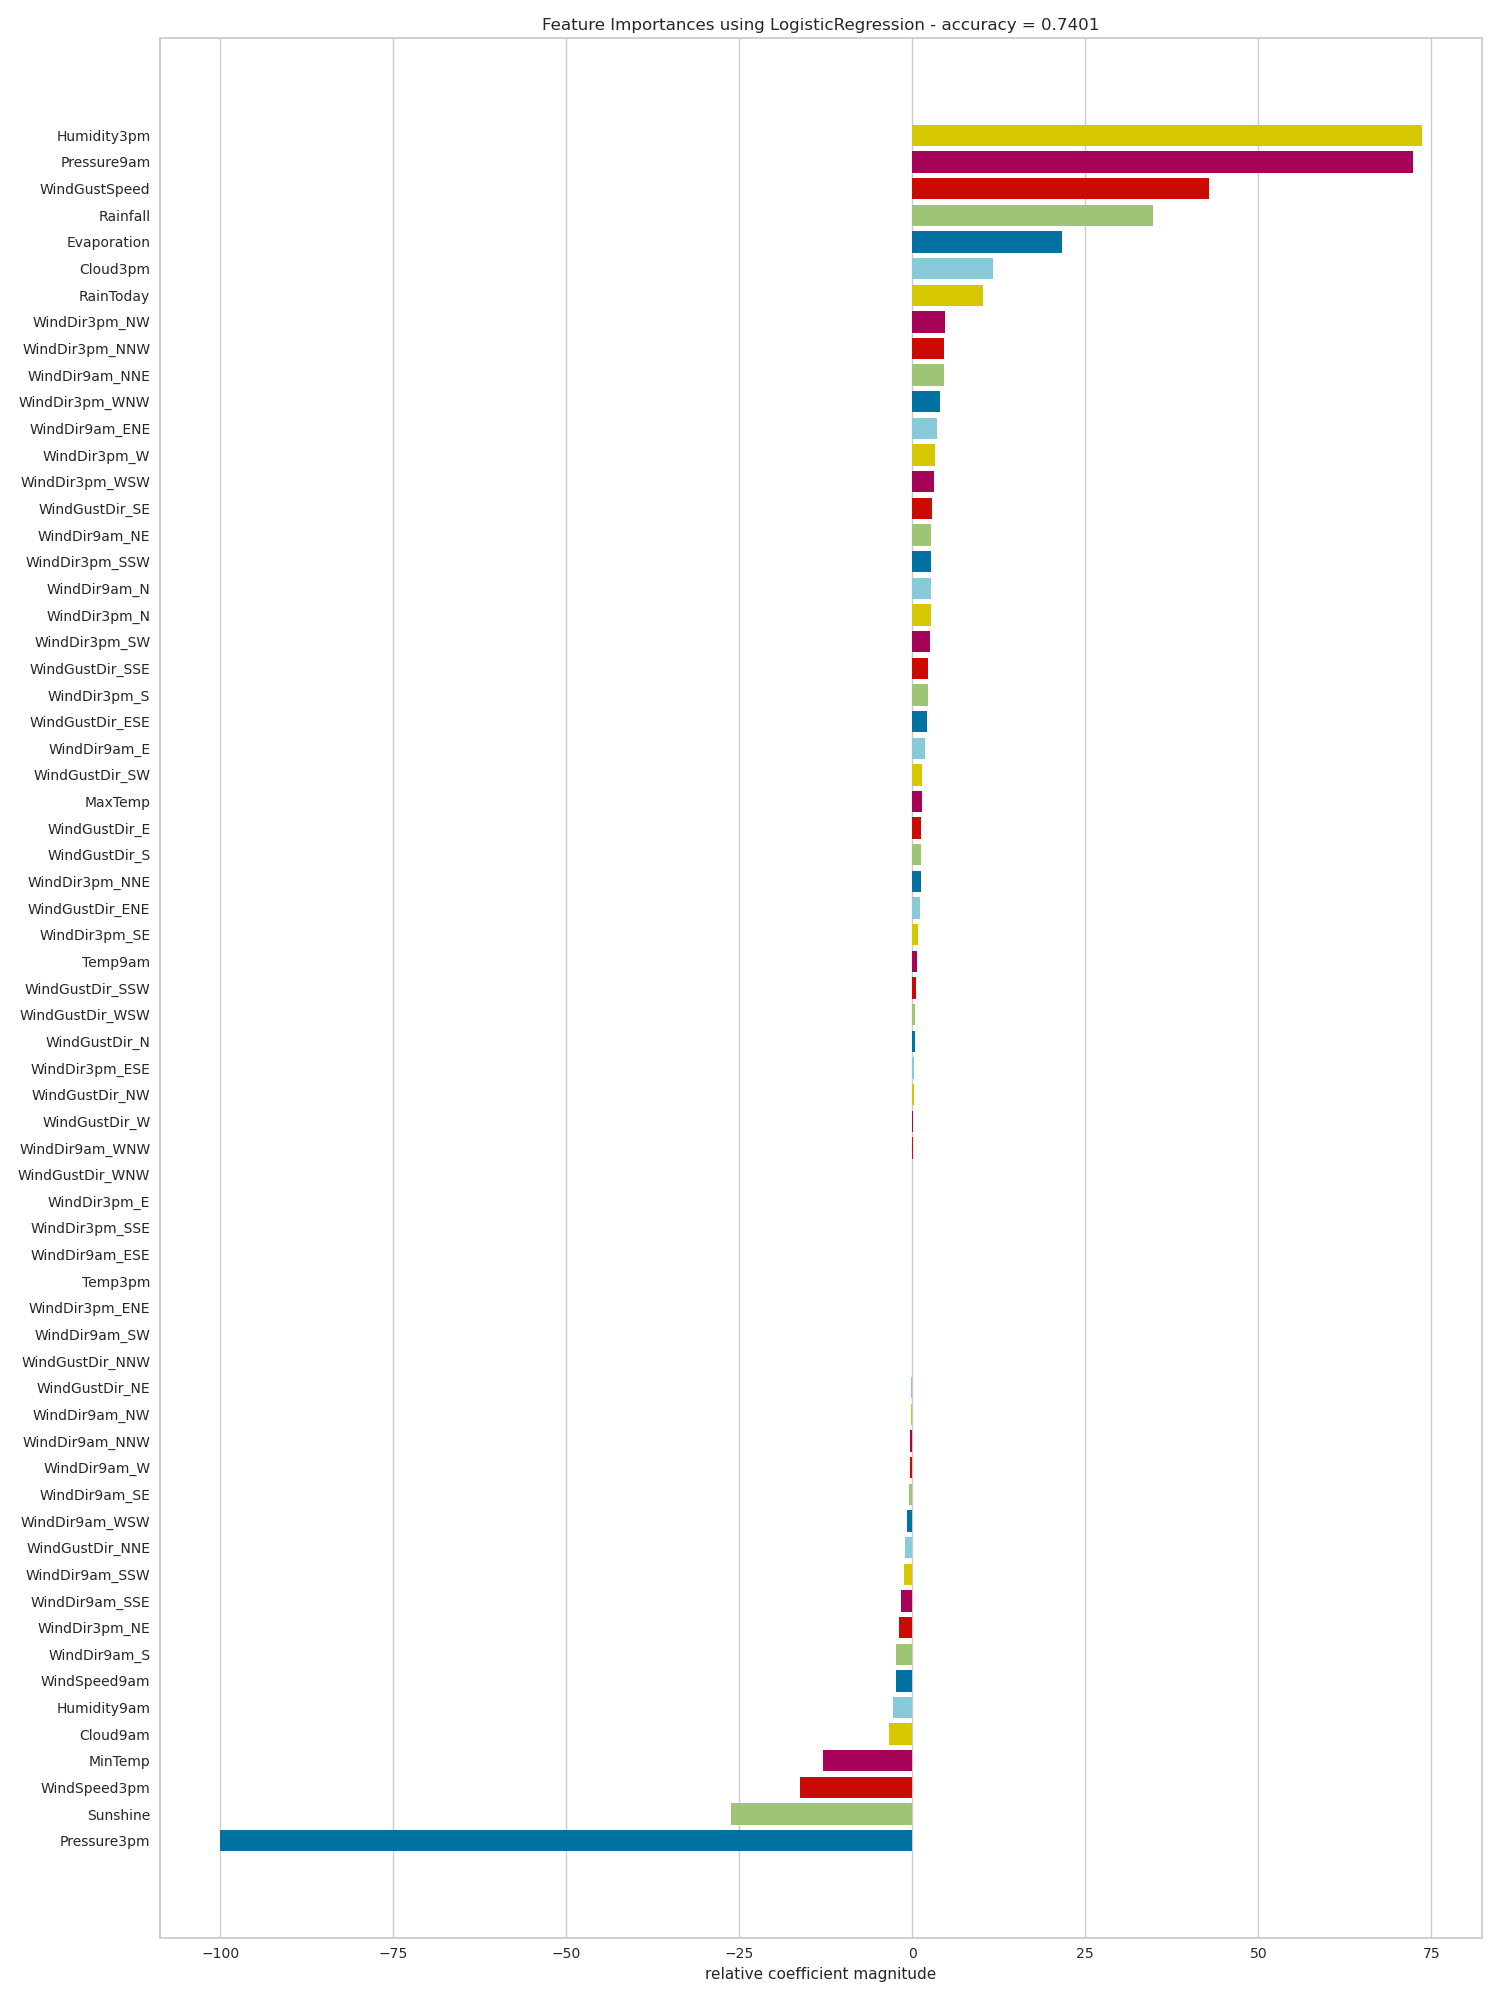 Feature Importances using LogisticRegression - accuracy = 0.7401
Humidity3pm
Pressure9am
WindGustSpeed
Rainfall
Evaporation
Cloud3pm
RainToday
WindDir3pm_NW
WindDir3pm_NNW
WindDir9am_NNE
WindDir3pm_WNW
WindDir9am_ENE
WindDir3pm_W
WindDir3pm_WSW
WindGustDir_SE
WindDir9am_NE
WindDir3pm_SSW
WindDir9am_N
WindDir3pm_N
WindDir3pm_SW
WindGustDir_SSE
WindDir3pm_S
WindGustDir_ESE
WindDir9am_E
WindGustDir_SW
MaxTemp
WindGustDir_E
WindGustDir_S
WindDir3pm_NNE
WindGustDir_ENE
WindDir3pm_SE
Temp9am
WindGustDir_SSW
WindGustDir_WSW
WindGustDir_N
WindDir3pm_ESE
WindGustDir_NW
WindGustDir_W
WindDir9am_WNW
WindGustDir_WNW
WindDir3pm_E
WindDir3pm_SSE
WindDir9am_ESE
Temp3pm
WindDir3pm_ENE
WindDir9am_SW
WindGustDir_NNW
WindGustDir_NE
WindDir9am_NW
WindDir9am_NNW
WindDir9am_W
WindDir9am_SE
WindDir9am_WSW
WindGustDir_NNE
WindDir9am_SSW
WindDir9am_SSE
WindDir3pm_NE
WindDir9am_S
WindSpeed9am
Humidity9am
Cloud9am
MinTemp
WindSpeed3pm
Sunshine
Pressure3pm
−100 −75 −50 −25 0 25 50 75
relative coefficient magnitude